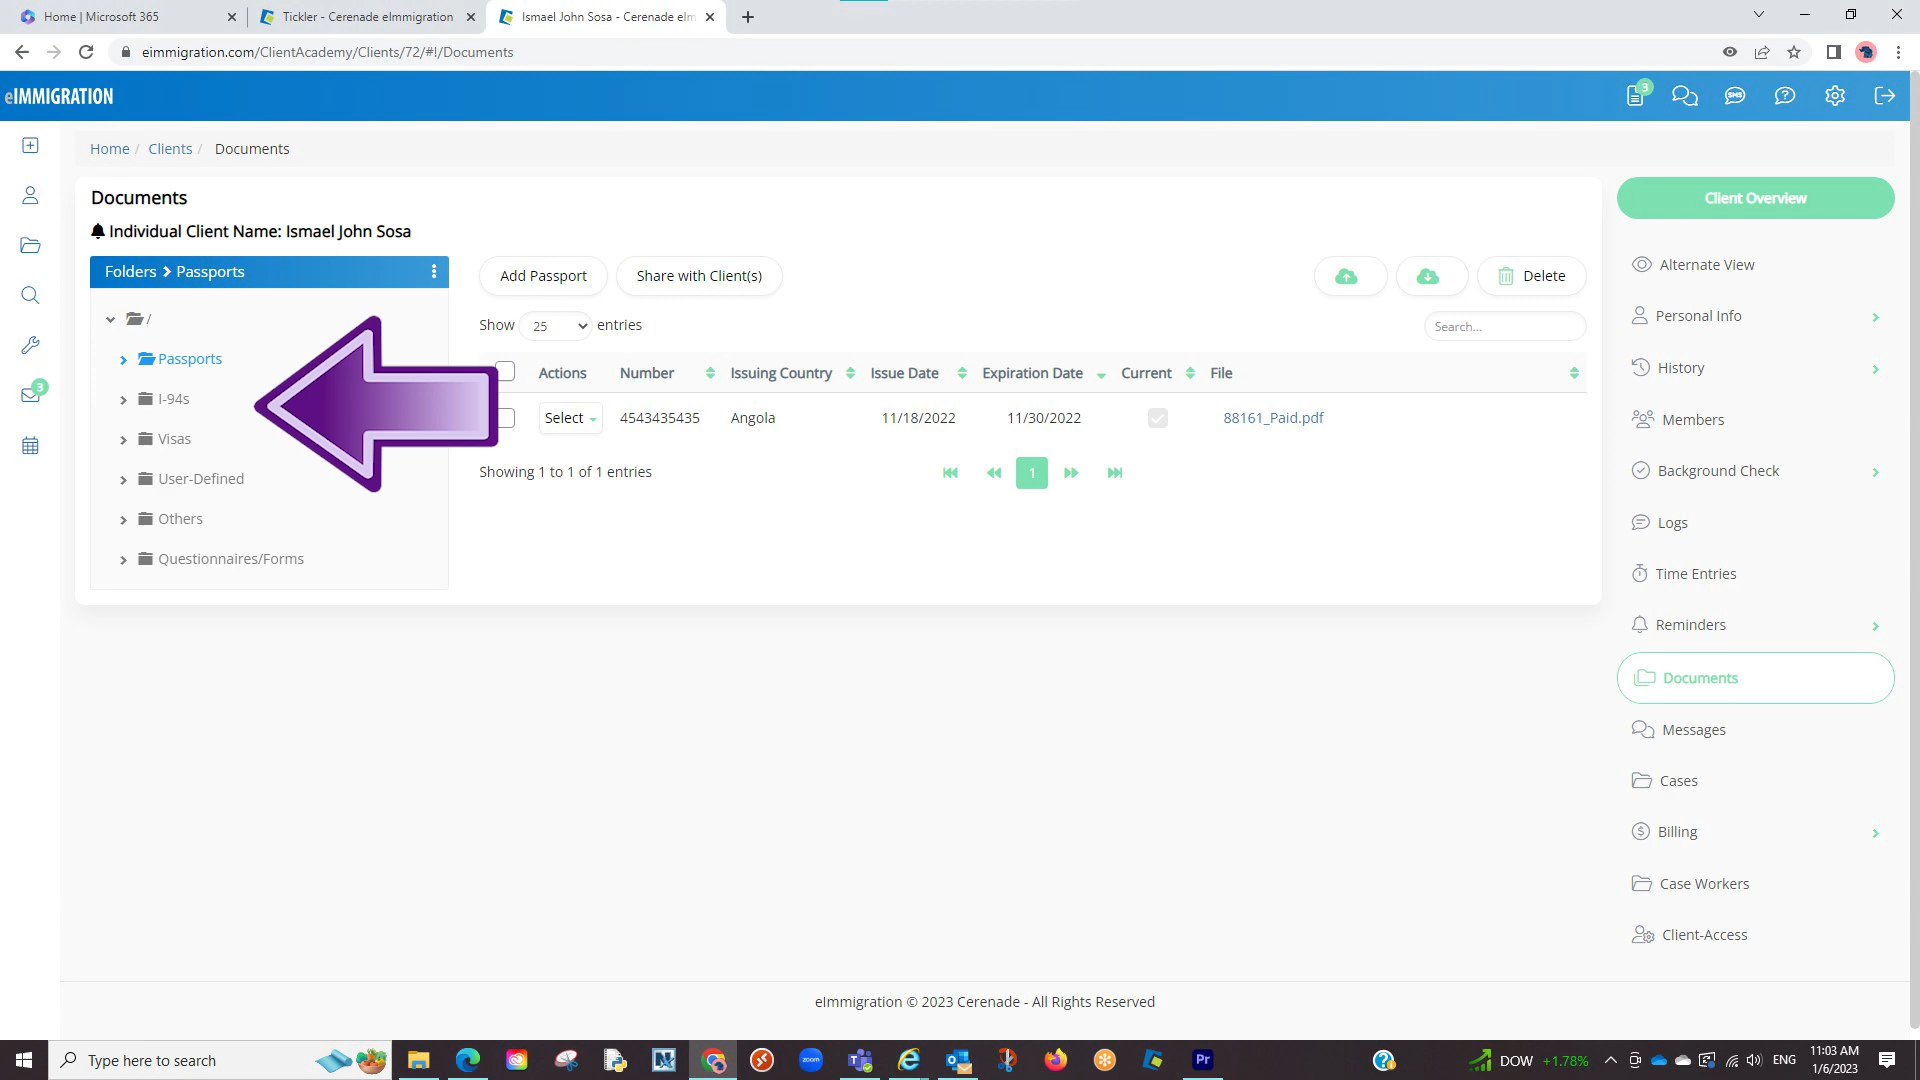 Home | Microsoft 365
Tickler - Cerenade eImmigration
Ismael John Sosa - Cerenade eIm
eimmigration.com/ClientAcademy/Clients/72/#!/Documents
eIMMIGRATION
3
SMS
Home / Clients / Documents
Documents
Client Overview
Individual Client Name: Ismael John Sosa
Folders > Passports
Add Passport
Share with Client(s)
Delete
/
Show 25 entries
Search...
Passports
I-94s
Visas
User-Defined
Others
Questionnaires/Forms
3
Actions Number Issuing Country Issue Date Expiration Date Current File
Select 4543435435 Angola 11/18/2022 11/30/2022 88161_Paid.pdf
Showing 1 to 1 of 1 entries
1
Alternate View
Personal Info
History
Members
Background Check
Logs
Time Entries
Reminders
Documents
Messages
Cases
Billing
Case Workers
Client-Access
eImmigration © 2023 Cerenade - All Rights Reserved
Type here to search
zoom
Pr
DOW +1.78%
ENG
11:03 AM
1/6/2023